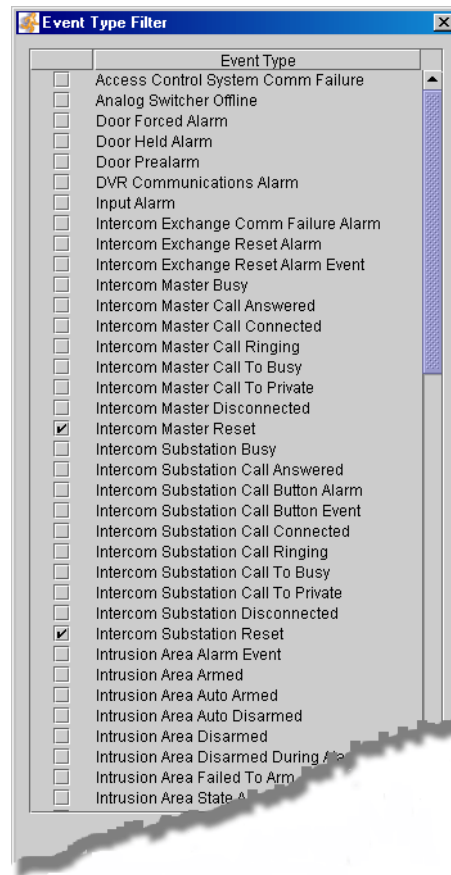 Event Type Filter
Event Type
Access Control System Comm Failure
Analog Switcher Offline
Door Forced Alarm
Door Held Alarm
Door Prealarm
DVR Communications Alarm
Input Alarm
Intercom Exchange Comm Failure Alarm
Intercom Exchange Reset Alarm
Intercom Exchange Reset Alarm Event
Intercom Master Busy
Intercom Master Call Answered
Intercom Master Call Connected
Intercom Master Call Ringing
Intercom Master Call To Busy
Intercom Master Call To Private
Intercom Master Disconnected
Intercom Master Reset
Intercom Substation Busy
Intercom Substation Call Answered
Intercom Substation Call Button Alarm
Intercom Substation Call Button Event
Intercom Substation Call Connected
Intercom Substation Call Ringing
Intercom Substation Call To Busy
Intercom Substation Call To Private
Intercom Substation Disconnected
Intercom Substation Reset
Intrusion Area Alarm Event
Intrusion Area Armed
Intrusion Area Auto Armed
Intrusion Area Auto Disarmed
Intrusion Area Disarmed
Intrusion Area Disarmed During
Intrusion Area Failed To Arm
Intrusion Area State